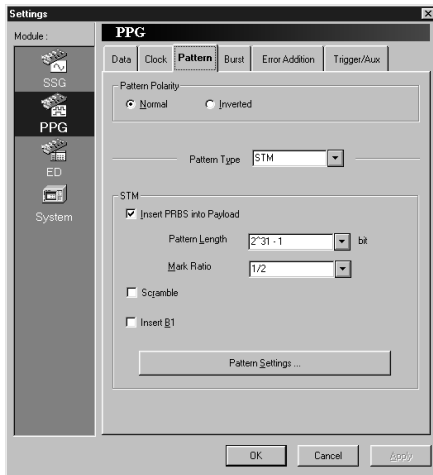 Settings
Module :
SSG
PPG
ED
System
PPG
Data Clock Pattern Burst Error Addition Trigger/Aux
Pattern Polarity
Normal Inverted
Pattern Type STM
STM
Insert PRBS into Payload
Pattern Length 2^31 - 1 bit
Mark Ratio 1/2
Scramble
Insert B1
Pattern Settings ...
OK Cancel Apply